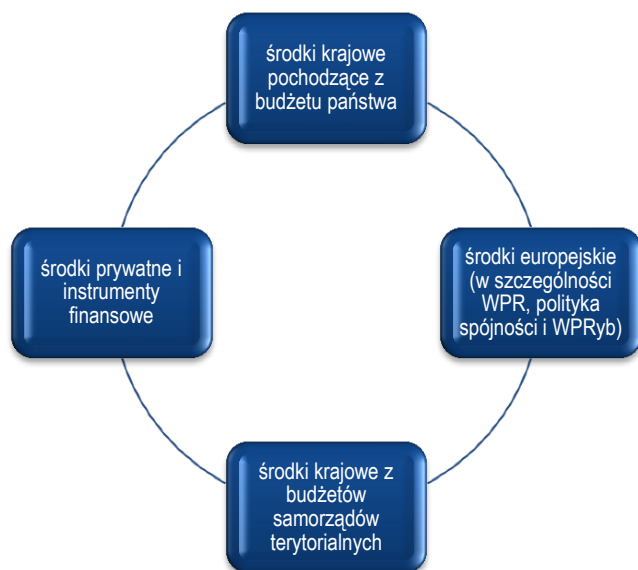 środki krajowe
pochodzące z
budżetu państwa
środki prywatne i
instrumenty
finansowe
środki europejskie
(w szczególności
WPR, polityka
spójności i WPRyb)
środki krajowe z
budżetów
samorządów
terytorialnych